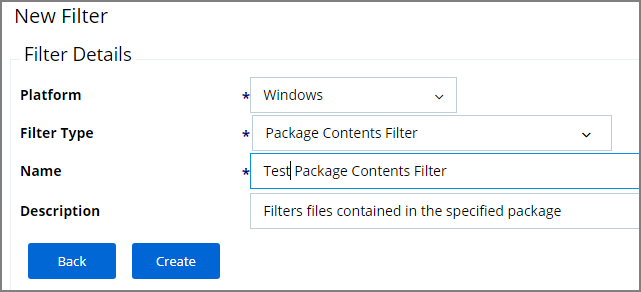 New Filter
Filter Details
Platform * Windows
Filter Type * Package Contents Filter
Name * Test Package Contents Filter
Description Filters files contained in the specified package
Back Create